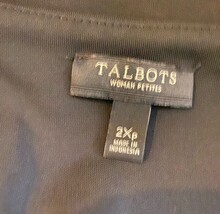 TALBOTS
WOMAN PETITES
2Xp
MADE IN
INDONESIA